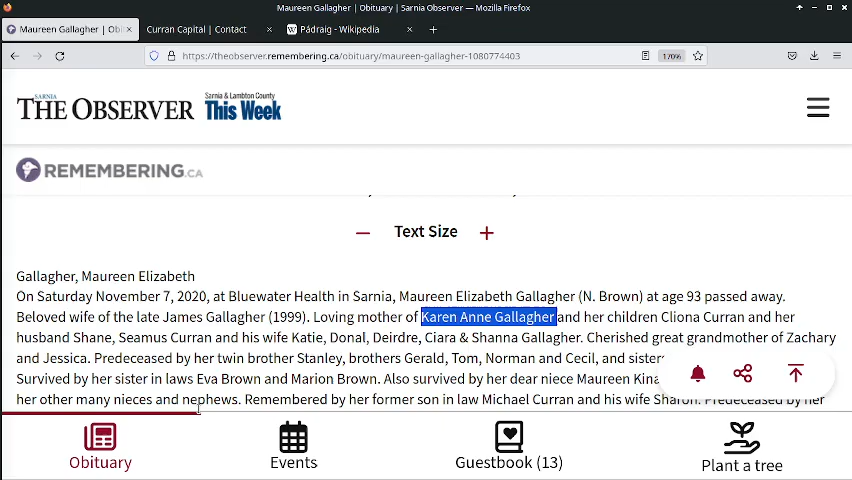 Maureen Gallagher | Obituary | Sarnia Observer — Mozilla Firefox
Maureen Gallagher | Obi
Curran Capital | Contact
Pádraig - Wikipedia
https://theobserver.remembering.ca/obituary/maureen-gallagher-1080774403
170%
SARNIA
THE OBSERVER
Sarnia & Lambton County
This Week
REMEMBERING.CA
Text Size
Gallagher, Maureen Elizabeth
On Saturday November 7, 2020, at Bluewater Health in Sarnia, Maureen Elizabeth Gallagher (N. Brown) at age 93 passed away.
Beloved wife of the late James Gallagher (1999). Loving mother of Karen Anne Gallagher and her children Cliona Curran and her
husband Shane, Seamus Curran and his wife Katie, Donal, Deirdre, Ciara & Shanna Gallagher. Cherished great grandmother of Zachary
and Jessica. Predeceased by her twin brother Stanley, brothers Gerald, Tom, Norman and Cecil, and sisters
Survived by her sister in laws Eva Brown and Marion Brown. Also survived by her dear niece Maureen Kina
her other many nieces and nephews. Remembered by her former son in law Michael Curran and his wife Sharon. Predeceased by her
Obituary
Events
Guestbook (13)
Plant a tree